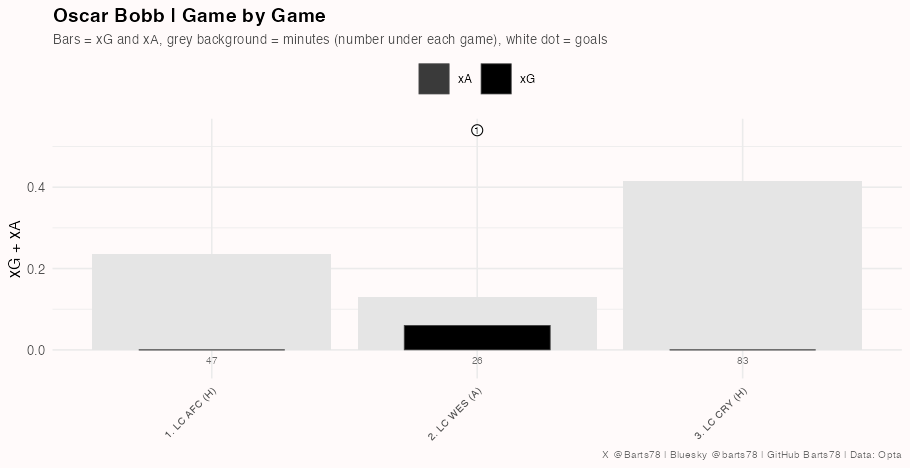 Oscar Bobb | Game by Game
Bars = xG and xA, grey background = minutes (number under each game), white dot = goals
xA xG
1
xG + xA
0.4
0.2
0.0
47 26 83
1. LC AFC (H) 2. LC WES (A) 3. LC CRY (H)
X @Barts78 | Bluesky @barts78 | GitHub Barts78 | Data: Opta